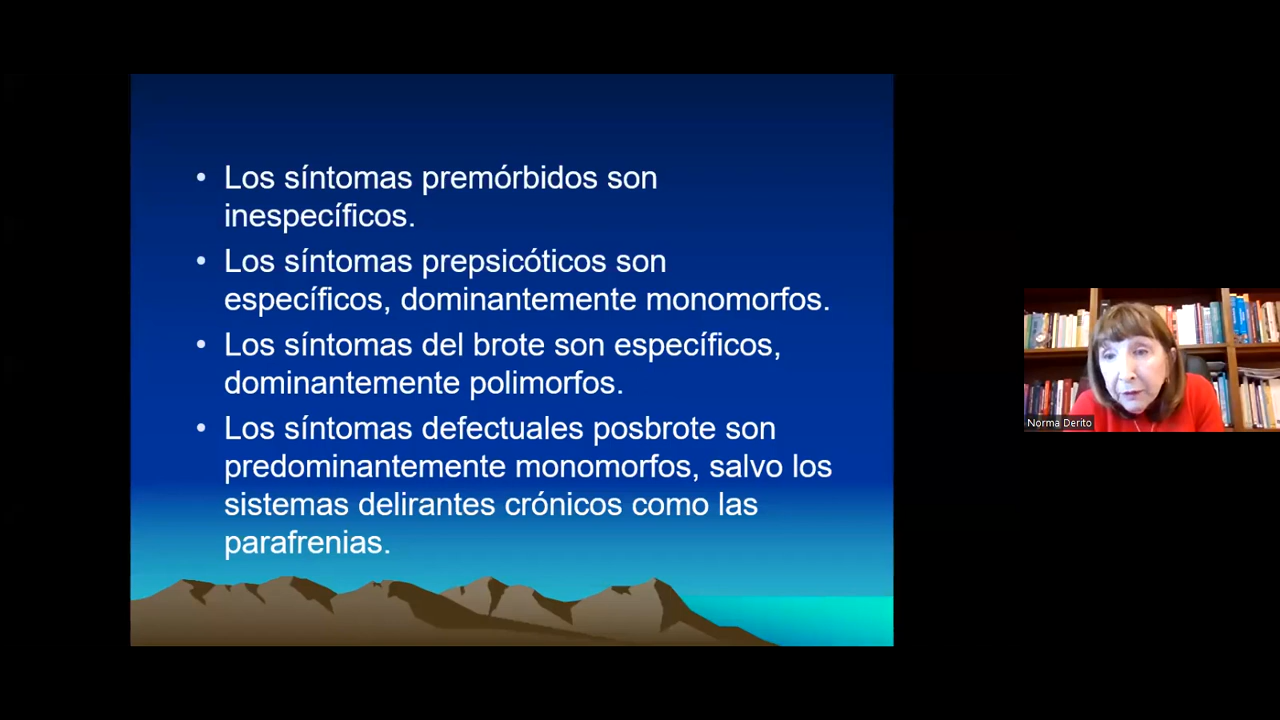 • Los síntomas premórbidos son
inespecíficos.
• Los síntomas prepsicóticos son
específicos, dominantemente monomorfos.
• Los síntomas del brote son específicos,
dominantemente polimorfos.
• Los síntomas defectuales posbrote son
predominantemente monomorfos, salvo los
sistemas delirantes crónicos como las
parafrenias.
Norma Derito